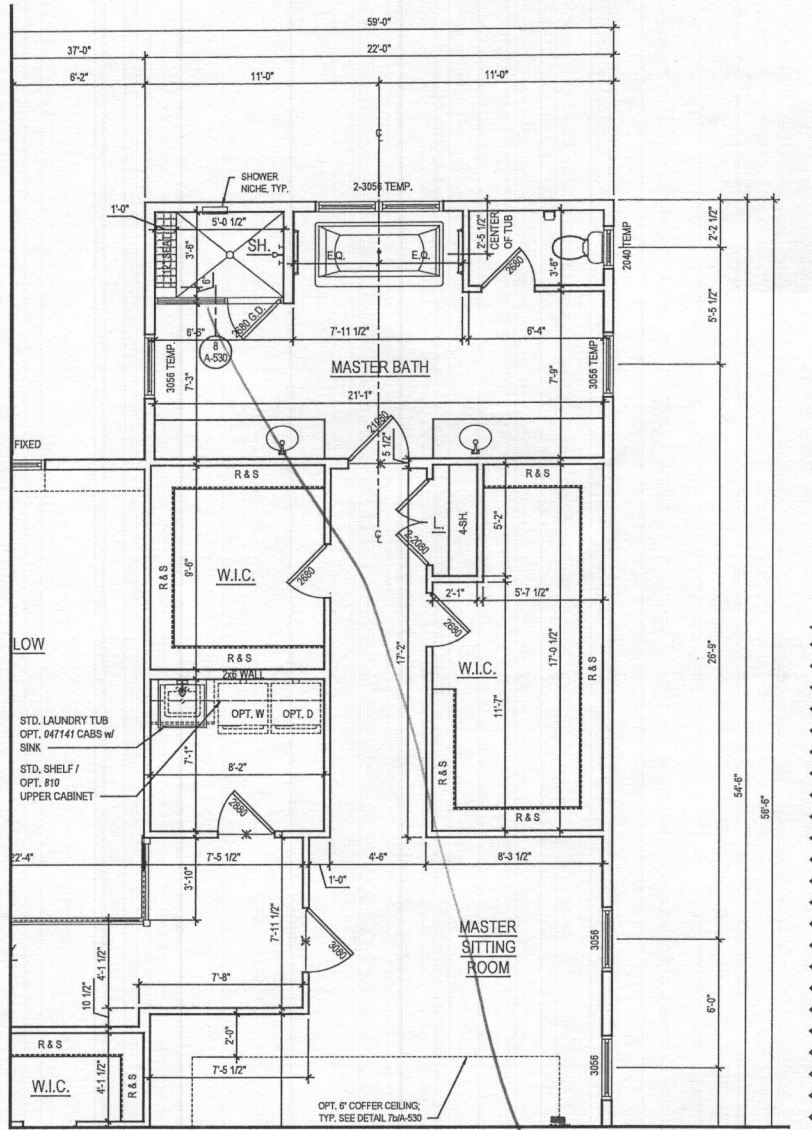 59'-0"
37'-0"
22'-0"
6'-2"
11'-0"
11'-0"
SHOWER
NICHE, TYP.
2-3056 TEMP.
1'-0"
5'-0 1/2"
SH.
12" SEAT
3'-6"
6"
E.Q.
E.Q.
2'-5 1/2"
CENTER
OF TUB
3'-6"
2680
2040 TEMP
2'-2 1/2"
5'-5 1/2"
2680 G.D.
6'-6"
7'-11 1/2"
6'-4"
8
A-530
3056 TEMP.
7'-3"
MASTER BATH
21'-1"
7'-9"
3056 TEMP
FIXED
21080
5 1/2"
R & S
R & S
9'-6"
R & S
W.I.C.
2680
L.
4-SH.
2-2080
5'-2"
2'-1"
5'-7 1/2"
2680
17'-2"
17'-0 1/2"
W.I.C.
R & S
11'-7"
R & S
R & S
26'-9"
54'-6"
56'-6"
LOW
R & S
2x6 WALL
OPT. W
OPT. D
STD. LAUNDRY TUB
OPT. 047141 CABS w/
SINK
STD. SHELF /
OPT. 810
UPPER CABINET
7'-1"
8'-2"
2880
22'-4"
7'-5 1/2"
4'-6"
8'-3 1/2"
1'-0"
3'-10"
7'-11 1/2"
3080
MASTER
SITTING
ROOM
3056
4'-1 1/2"
10 1/2"
7'-8"
6'-0"
R & S
2'-0"
W.I.C.
4'-1 1/2"
R & S
7'-5 1/2"
3056
OPT. 6" COFFER CEILING;
TYP. SEE DETAIL 7b/A-530